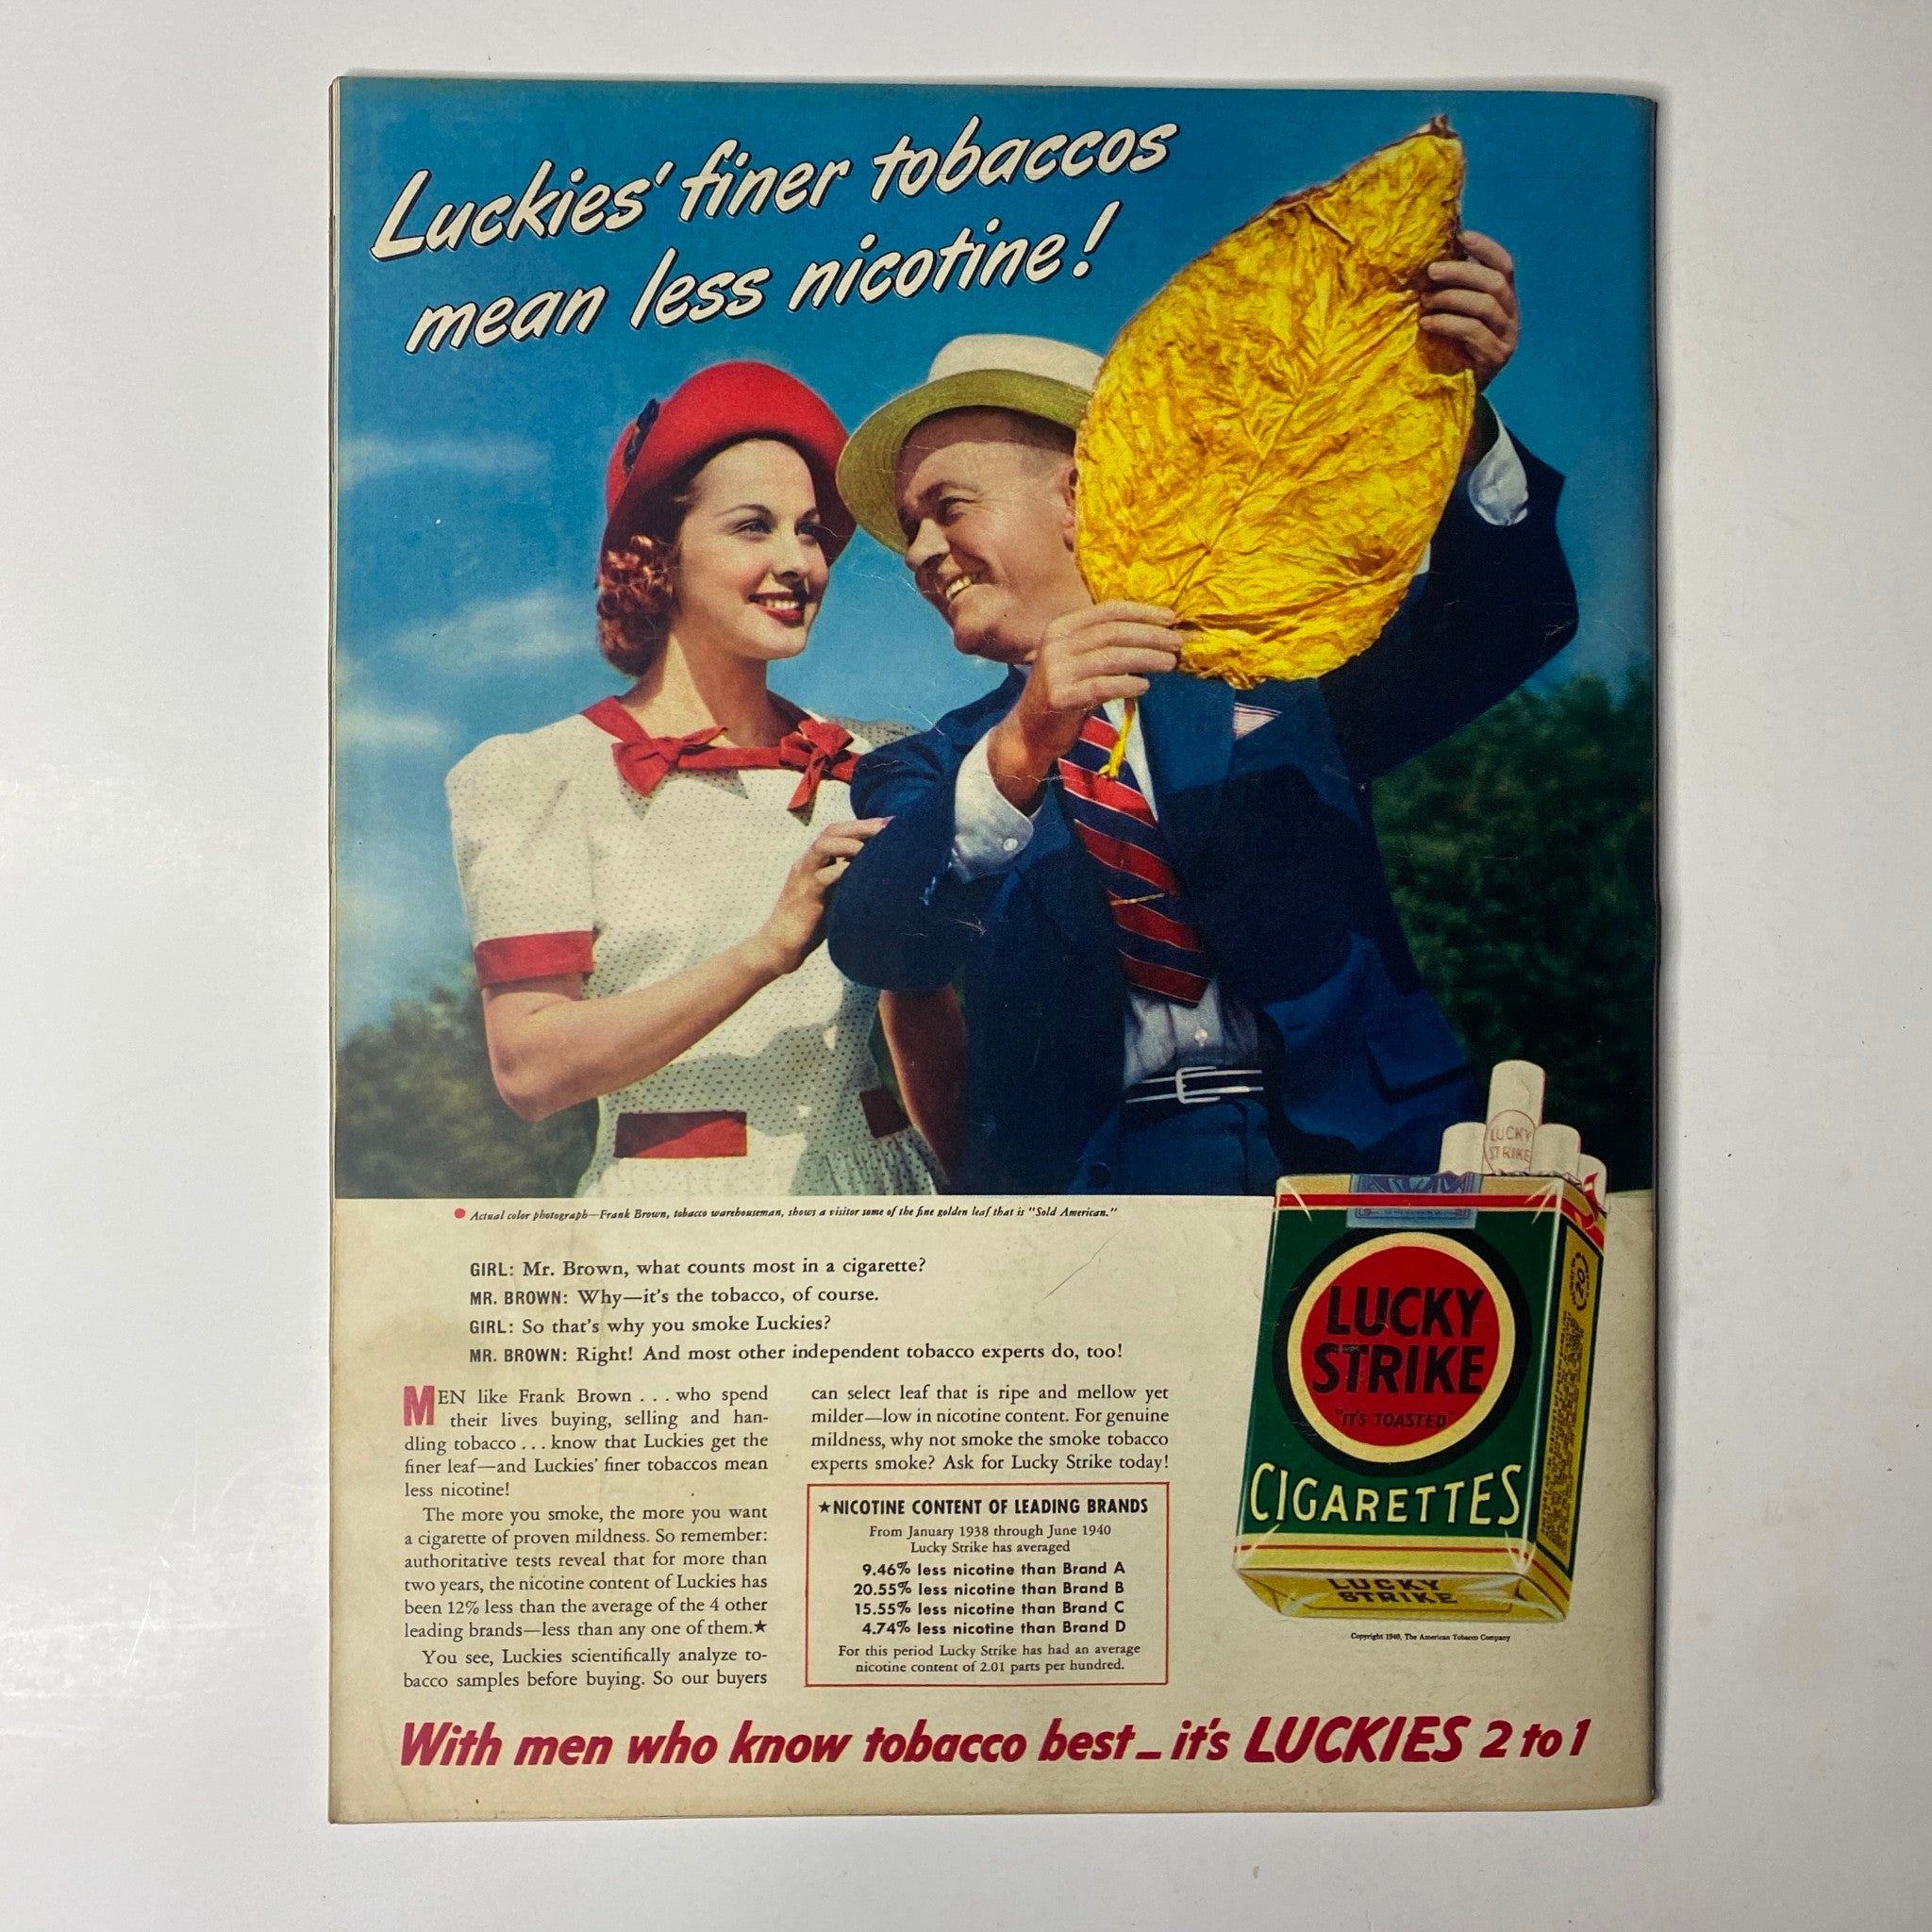 Luckies' finer tobaccos
mean less nicotine!
Actual color photograph—Frank Brown, tobacco warehouseman, shows a visitor some of the fine golden leaf that is "Sold American."
GIRL: Mr. Brown, what counts most in a cigarette?
MR. BROWN: Why—it's the tobacco, of course.
GIRL: So that's why you smoke Luckies?
MR. BROWN: Right! And most other independent tobacco experts do, too!
MEN like Frank Brown . . . who spend
their lives buying, selling and han-
dling tobacco . . . know that Luckies get the
finer leaf—and Luckies' finer tobaccos mean
less nicotine!
The more you smoke, the more you want
a cigarette of proven mildness. So remember:
authoritative tests reveal that for more than
two years, the nicotine content of Luckies has
been 12% less than the average of the 4 other
leading brands—less than any one of them.★
You see, Luckies scientifically analyze to-
bacco samples before buying. So our buyers
can select leaf that is ripe and mellow yet
milder—low in nicotine content. For genuine
mildness, why not smoke the smoke tobacco
experts smoke? Ask for Lucky Strike today!
★NICOTINE CONTENT OF LEADING BRANDS
From January 1938 through June 1940
Lucky Strike has averaged
9.46% less nicotine than Brand A
20.55% less nicotine than Brand B
15.55% less nicotine than Brand C
4.74% less nicotine than Brand D
For this period Lucky Strike has had an average
nicotine content of 2.01 parts per hundred.
LUCKY
STRIKE
LUCKY
STRIKE
"IT'S TOASTED"
CIGARETTES
20
LUCKY
STRIKE
Copyright 1940, The American Tobacco Company
With men who know tobacco best—it's LUCKIES 2 to 1